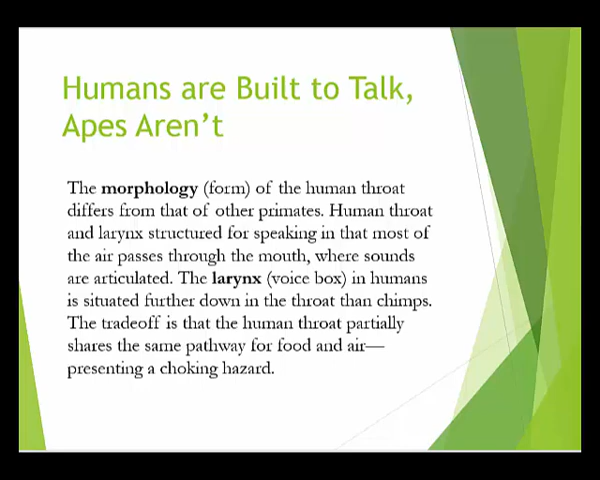 Humans are Built to Talk,
Apes Aren't
The morphology (form) of the human throat
differs from that of other primates. Human throat
and larynx structured for speaking in that most of
the air passes through the mouth, where sounds
are articulated. The larynx (voice box) in humans
is situated further down in the throat than chimps.
The tradeoff is that the human throat partially
shares the same pathway for food and air—
presenting a choking hazard.